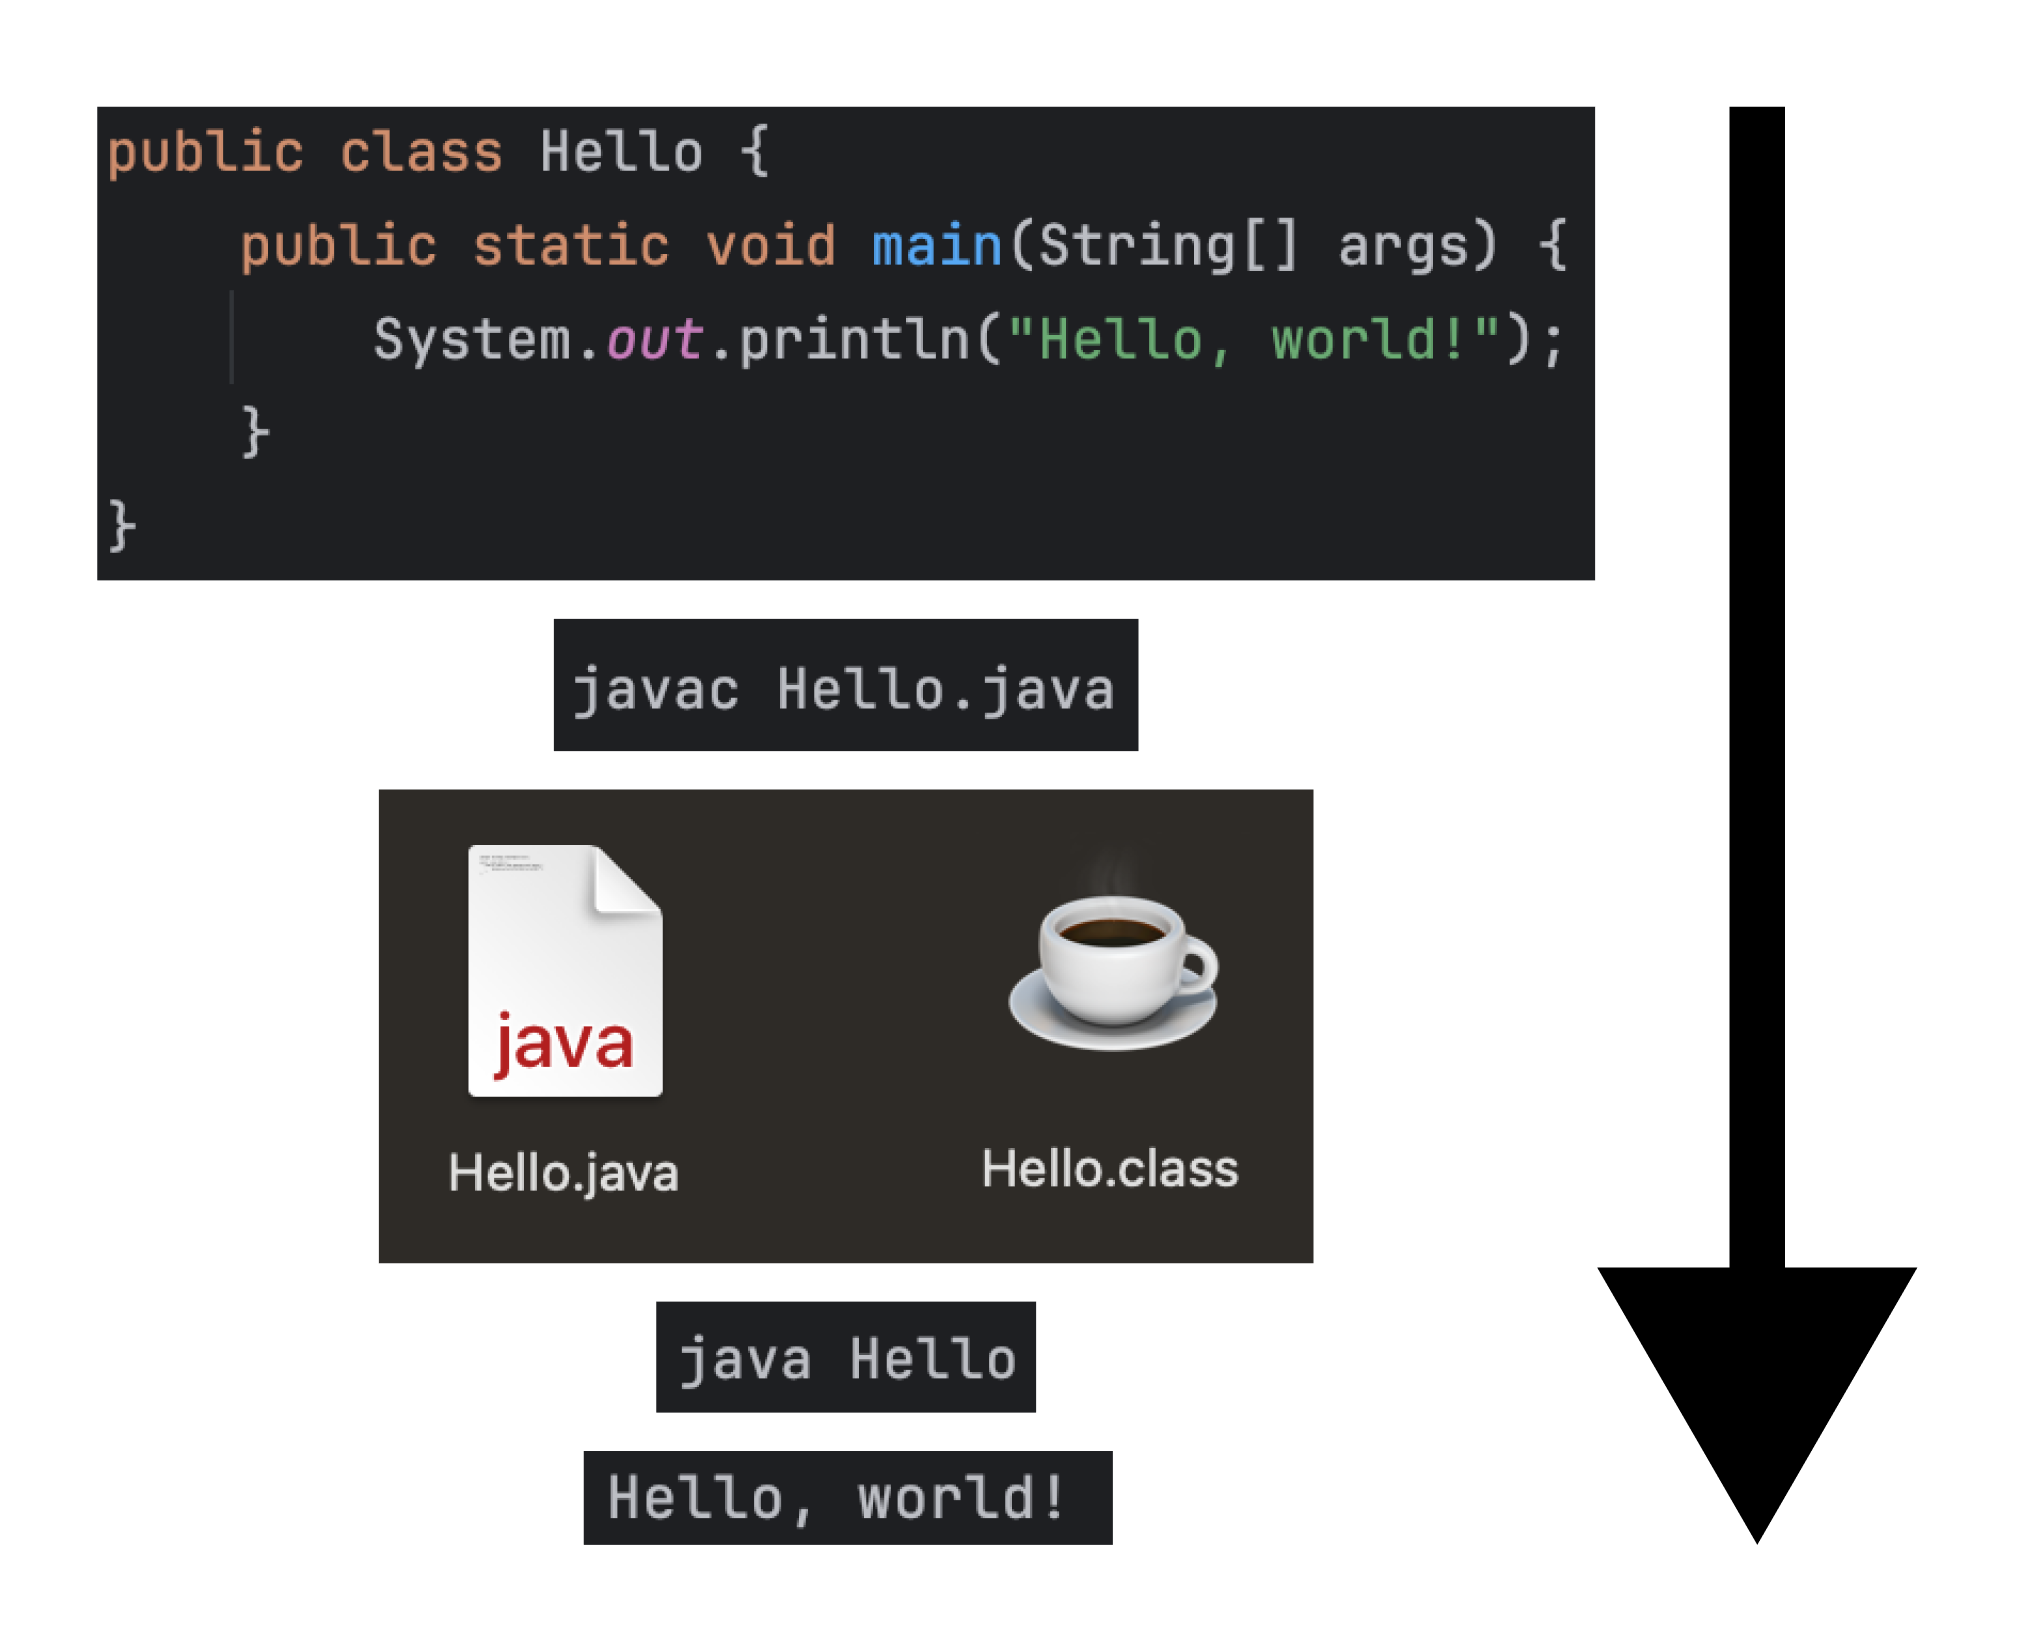 public class Hello {
    public static void main(String[] args) {
        System.out.println("Hello, world!");
    }
}
javac Hello.java
java
Hello.java
Hello.class
java Hello
Hello, world!